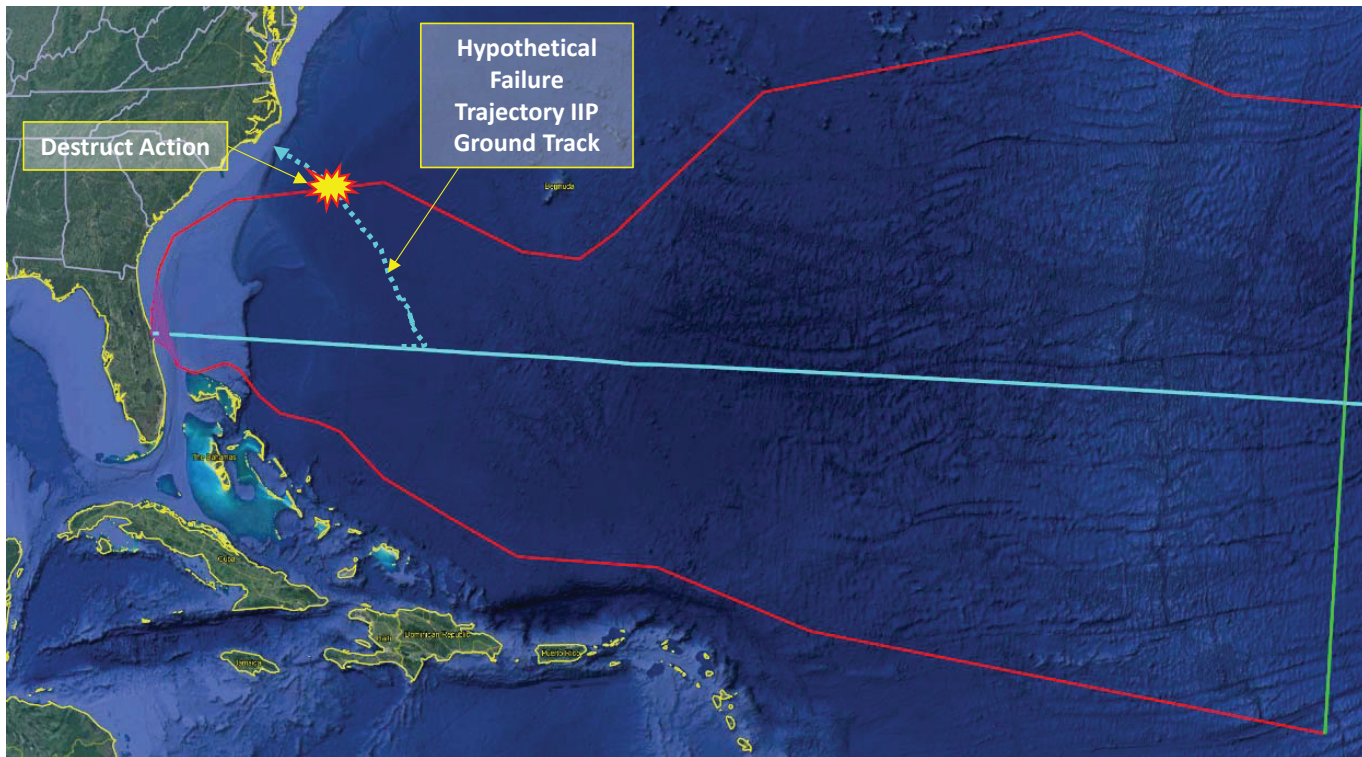 Hypothetical
Failure
Trajectory IIP
Ground Track
Destruct Action
Bermuda
The Bahamas
Cuba
Haiti
Dominican Republic
Puerto Rico
Jamaica